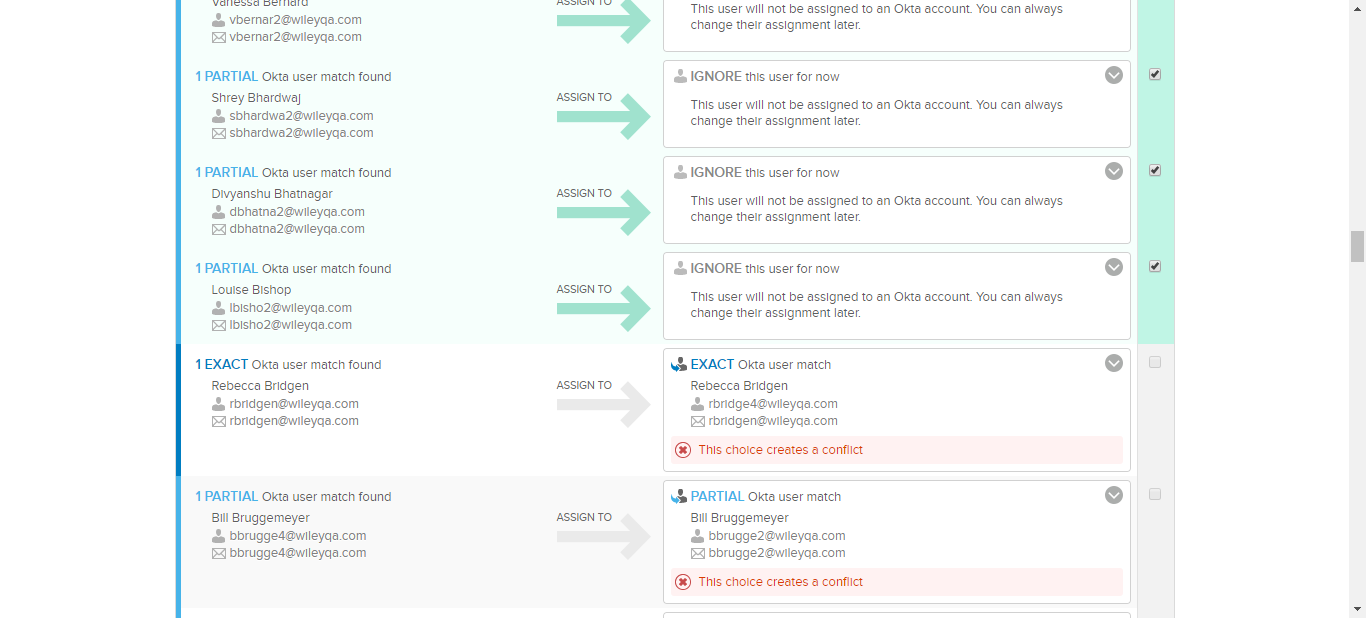 Vanessa Bernard
vbernar2@wileyqa.com
vbernar2@wileyqa.com
ASSIGN TO
This user will not be assigned to an Okta account. You can always
change their assignment later.
1 PARTIAL Okta user match found
Shrey Bhardwaj
sbhardwa2@wileyqa.com
sbhardwa2@wileyqa.com
ASSIGN TO
IGNORE this user for now
This user will not be assigned to an Okta account. You can always
change their assignment later.
1 PARTIAL Okta user match found
Divyanshu Bhatnagar
dbhatna2@wileyqa.com
dbhatna2@wileyqa.com
ASSIGN TO
IGNORE this user for now
This user will not be assigned to an Okta account. You can always
change their assignment later.
1 PARTIAL Okta user match found
Louise Bishop
lbisho2@wileyqa.com
lbisho2@wileyqa.com
ASSIGN TO
IGNORE this user for now
This user will not be assigned to an Okta account. You can always
change their assignment later.
1 EXACT Okta user match found
Rebecca Bridgen
rbridgen@wileyqa.com
rbridgen@wileyqa.com
ASSIGN TO
EXACT Okta user match
Rebecca Bridgen
rbridge4@wileyqa.com
rbridgen@wileyqa.com
This choice creates a conflict
1 PARTIAL Okta user match found
Bill Bruggemeyer
bbrugge4@wileyqa.com
bbrugge4@wileyqa.com
ASSIGN TO
PARTIAL Okta user match
Bill Bruggemeyer
bbrugge2@wileyqa.com
bbrugge2@wileyqa.com
This choice creates a conflict